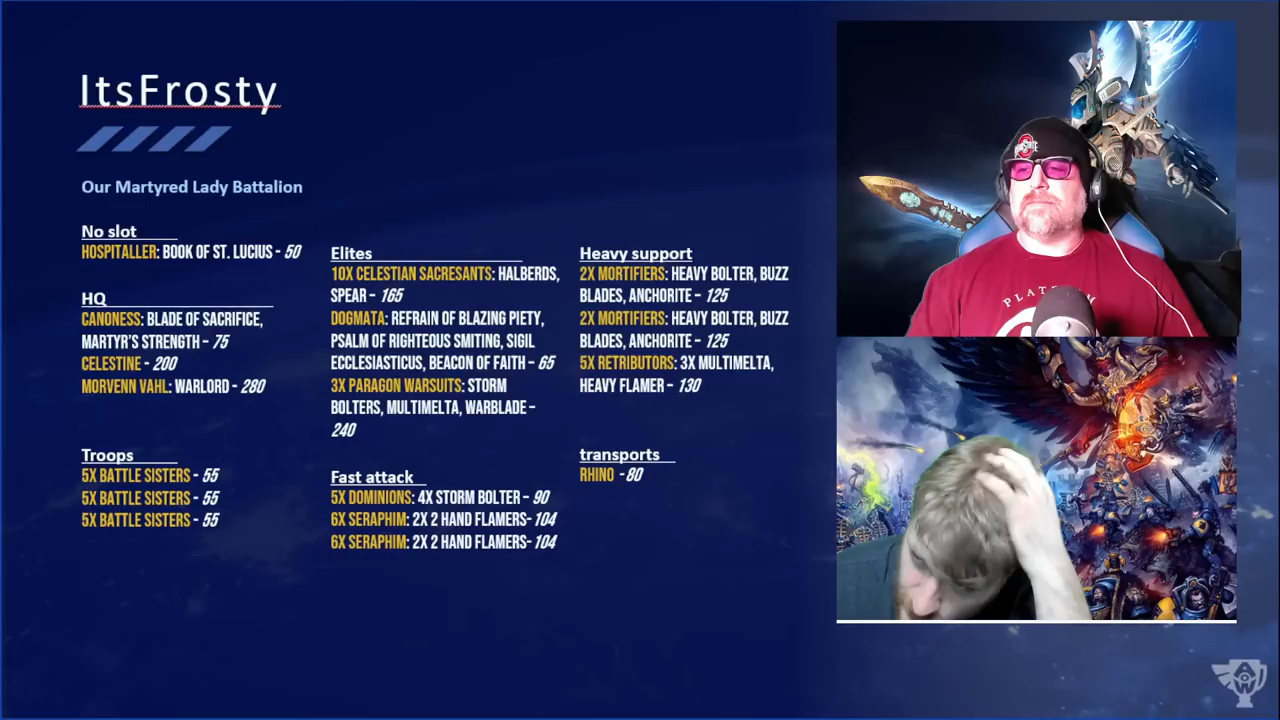 ItsFrosty
Our Martyred Lady Battalion
No slot
HOSPITALLER: BOOK OF ST. LUCIUS - 50
HQ
CANONESS: BLADE OF SACRIFICE,
MARTYR'S STRENGTH - 75
CELESTINE - 200
MORVENN VAHL: WARLORD - 280
Troops
5X BATTLE SISTERS - 55
5X BATTLE SISTERS - 55
5X BATTLE SISTERS - 55
Elites
10X CELESTIAN SACRESANTS: HALBERDS,
SPEAR – 165
DOGMATA: REFRAIN OF BLAZING PIETY,
PSALM OF RIGHTEOUS SMITING, SIGIL
ECCLESIASTICUS, BEACON OF FAITH – 65
3X PARAGON WARSUITS: STORM
BOLTERS, MULTIMELTA, WARBLADE –
240
Fast attack
5X DOMINIONS: 4X STORM BOLTER – 90
6X SERAPHIM: 2X 2 HAND FLAMERS- 104
6X SERAPHIM: 2X 2 HAND FLAMERS- 104
Heavy support
2X MORTIFIERS: HEAVY BOLTER, BUZZ
BLADES, ANCHORITE – 125
2X MORTIFIERS: HEAVY BOLTER, BUZZ
BLADES, ANCHORITE – 125
5X RETRIBUTORS: 3X MULTIMELTA,
HEAVY FLAMER – 130
transports
RHINO - 80